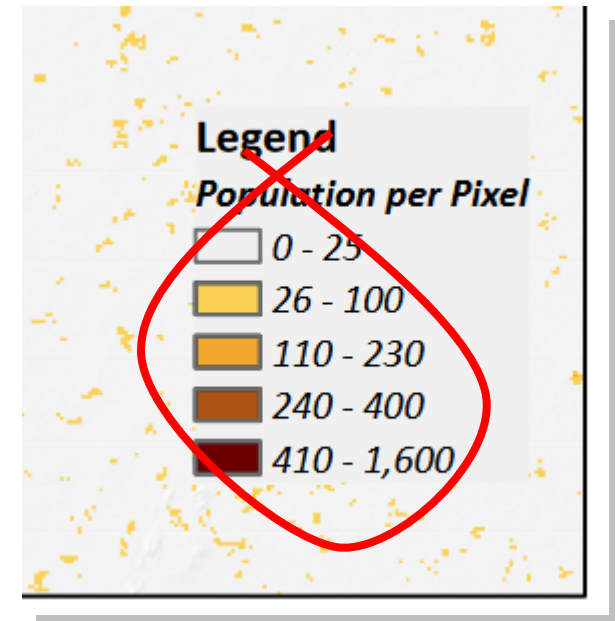 Legend
Population per Pixel
0 - 25
26 - 100
110 - 230
240 - 400
410 - 1,600